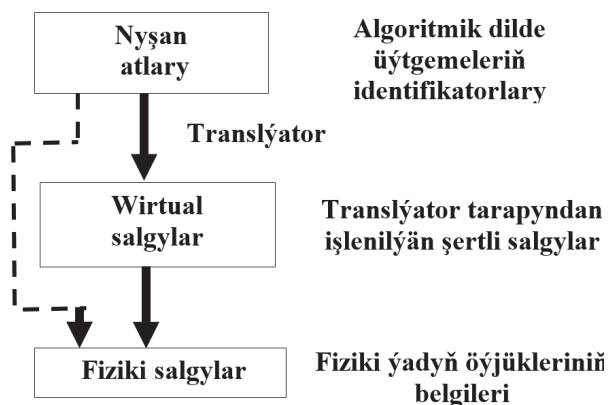 Nyşan
atlary
Algoritmik dilde
üýtgemeleriň
identifikatorlary
Translýator
Wirtual
salgylar
Translýator tarapyndan
işlenilýän şertli salgylar
Fiziki salgylar
Fiziki ýadyň öýjükleriniň
belgileri